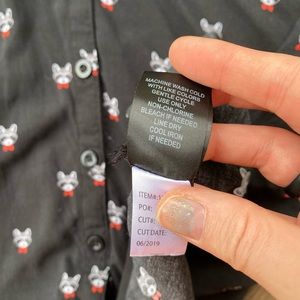 MACHINE WASH COLD
WITH LIKE COLORS
GENTLE CYCLE
USE ONLY
NON-CHLORINE
BLEACH IF NEEDED
LINE DRY
COOL IRON
IF NEEDED
ITEM#:
PO#:
CUT#:
CUT DATE:
06/2019